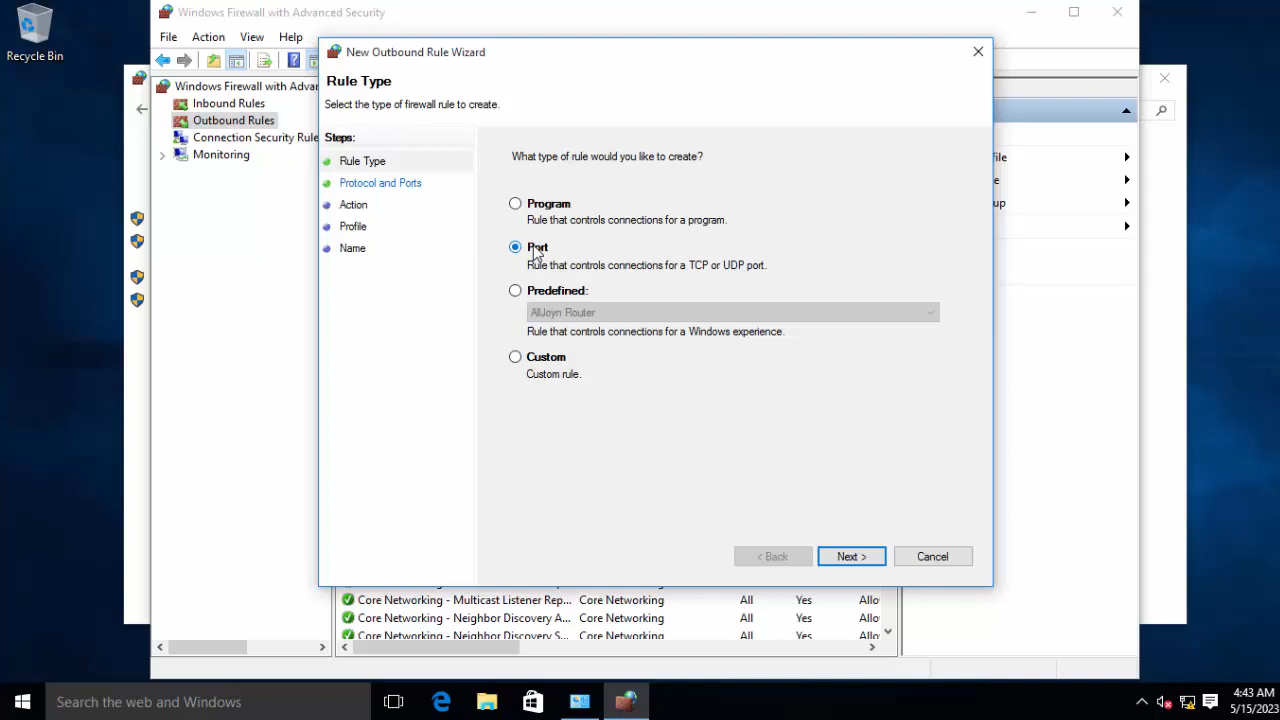 Recycle Bin
Windows Firewall with Advanced Security
File Action View Help
Windows Firewall with Advan
Inbound Rules
Outbound Rules
Connection Security Rule
Monitoring
New Outbound Rule Wizard
Rule Type
Select the type of firewall rule to create.
Steps:
Rule Type
Protocol and Ports
Action
Profile
Name
What type of rule would you like to create?
Program
Rule that controls connections for a program.
Port
Rule that controls connections for a TCP or UDP port.
Predefined:
AllJoyn Router
Rule that controls connections for a Windows experience.
Custom
Custom rule.
< Back Next > Cancel
Core Networking - Multicast Listener Rep... Core Networking All Yes Allo
Core Networking - Neighbor Discovery A... Core Networking All Yes Allo
Core Networking - Neighbor Discovery S... Core Networking All Yes Allo
Search the web and Windows
4:43 AM
5/15/2023